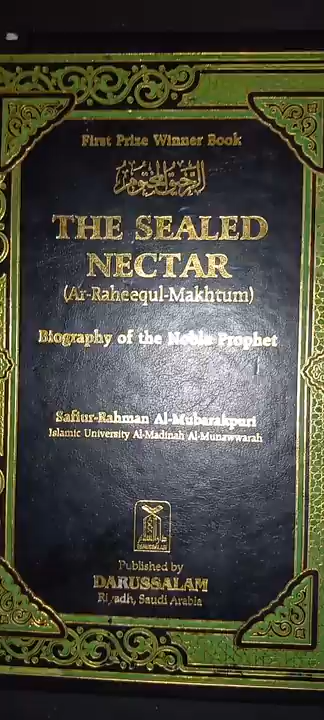 First Prize Winner Book
الرحيق المختوم
THE SEALED
NECTAR
(Ar-Raheequl-Makhtum)
Biography of the Noble Prophet
Safiur-Rahman Al-Mubarakpuri
Islamic University Al-Madinah Al-Munawwarah
DARUSSALAM
Published by
DARUSSALAM
Riyadh, Saudi Arabia